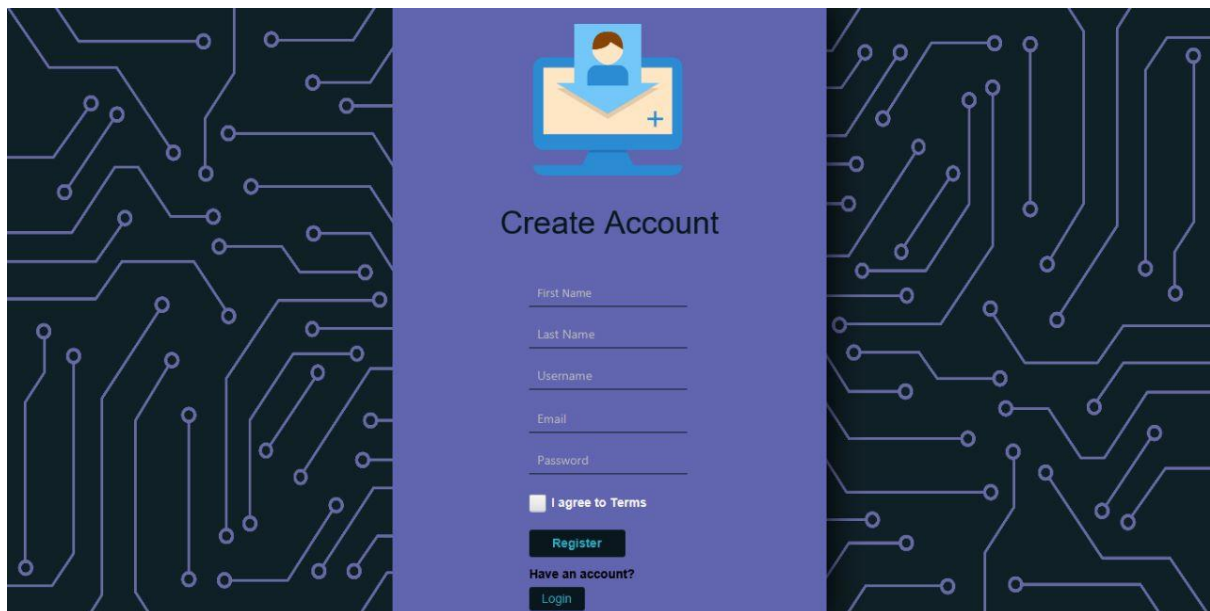 Create Account
First Name
Last Name
Username
Email
Password
I agree to Terms
Register
Have an account?
Login